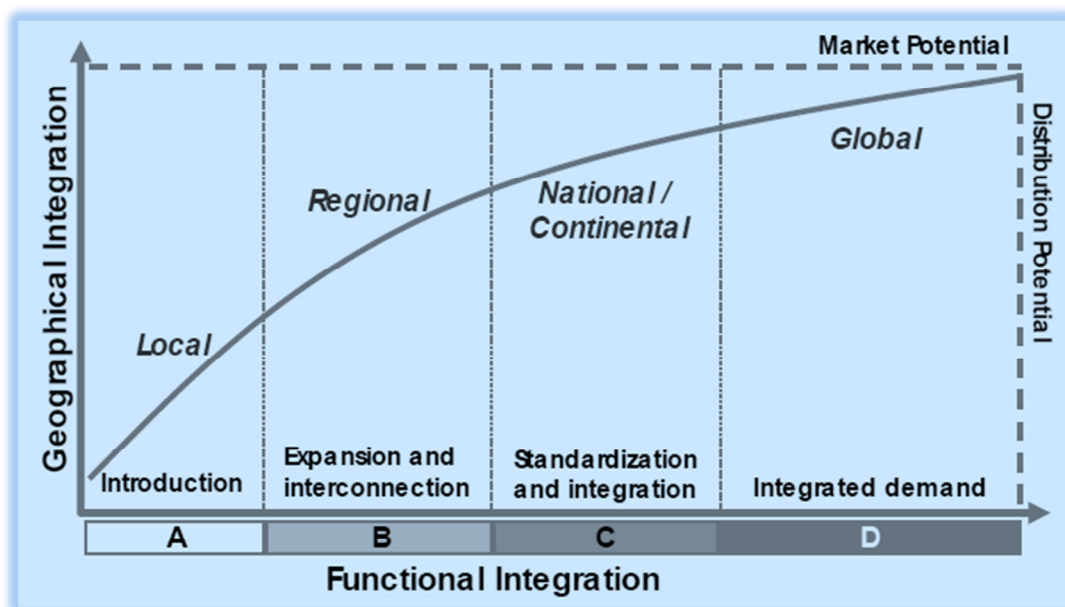 Market Potential
Geographical Integration
Distribution Potential
Global
Regional
National /
Continental
Local
Introduction
Expansion and
interconnection
Standardization
and integration
Integrated demand
A
B
C
D
Functional Integration